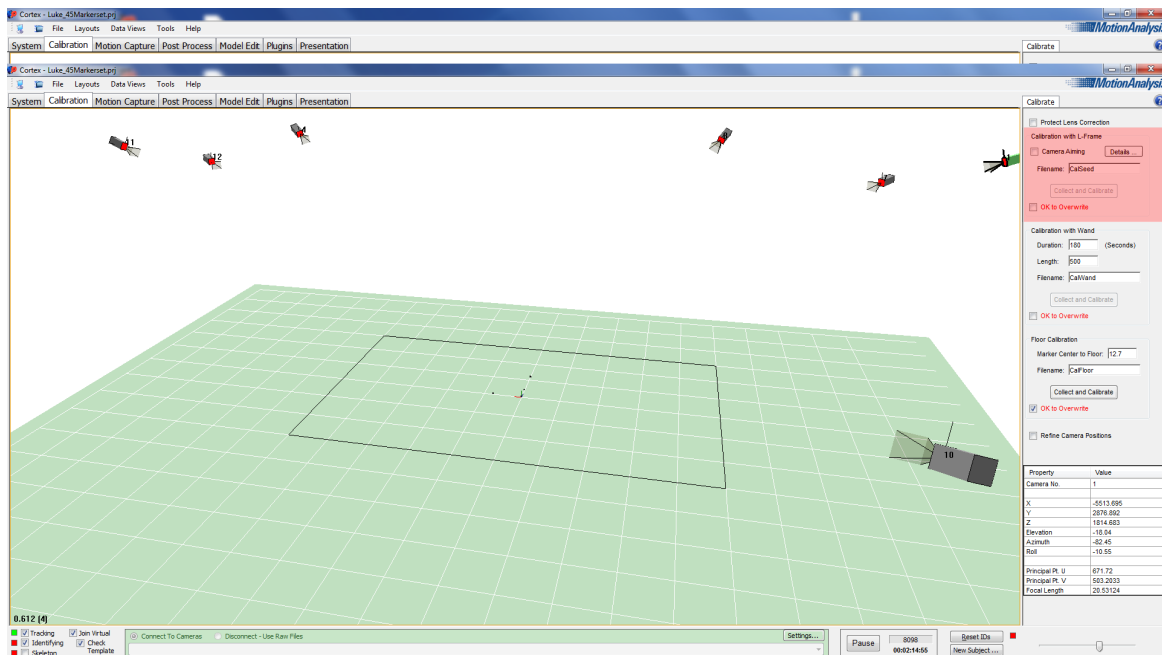 Cortex - Luke_45Markerset.prj
File Layouts Data Views Tools Help
MotionAnalysis
System Calibration Motion Capture Post Process Model Edit Plugins Presentation
Calibrate
Cortex - Luke_45Markerset.prj
File Layouts Data Views Tools Help
MotionAnalysis
System Calibration Motion Capture Post Process Model Edit Plugins Presentation
Calibrate
Protect Lens Correction
Calibration with L-Frame
Camera Aiming Details ...
Filename: CalSeed
Collect and Calibrate
OK to Overwrite
Calibration with Wand
Duration: 180 (Seconds)
Length: 500
Filename: CalWand
Collect and Calibrate
OK to Overwrite
Floor Calibration
Marker Center to Floor: 12.7
Filename: CalFloor
Collect and Calibrate
OK to Overwrite
Refine Camera Positions
Property Value
Camera No. 1
X -5513.695
Y 2876.892
Z 1814.683
Elevation -18.04
Azimuth -82.45
Roll -10.55
Principal Pt. U 671.72
Principal Pt. V 503.2033
Focal Length 20.53124
12
10
0.612 (4)
Tracking Join Virtual
Identifying Check Template
Skeleton
Connect To Cameras Disconnect - Use Raw Files Settings...
Pause 8098
00:02:14:55
Reset IDs
New Subject ...